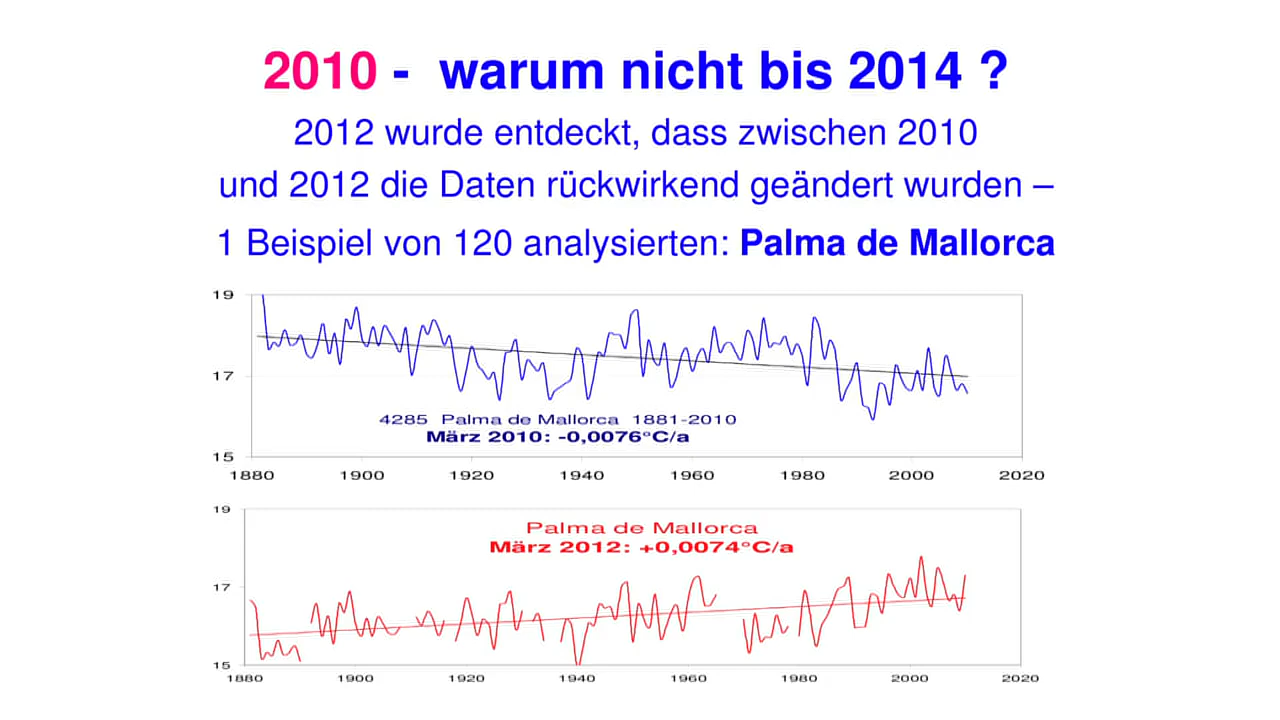 2010 - warum nicht bis 2014 ?
2012 wurde entdeckt, dass zwischen 2010
und 2012 die Daten rückwirkend geändert wurden –
1 Beispiel von 120 analysierten: Palma de Mallorca
19
17
15
4285 Palma de Mallorca 1881-2010
März 2010: -0,0076°C/a
1880 1900 1920 1940 1960 1980 2000 2020
19
17
15
Palma de Mallorca
März 2012: +0,0074°C/a
1880 1900 1920 1940 1960 1980 2000 2020